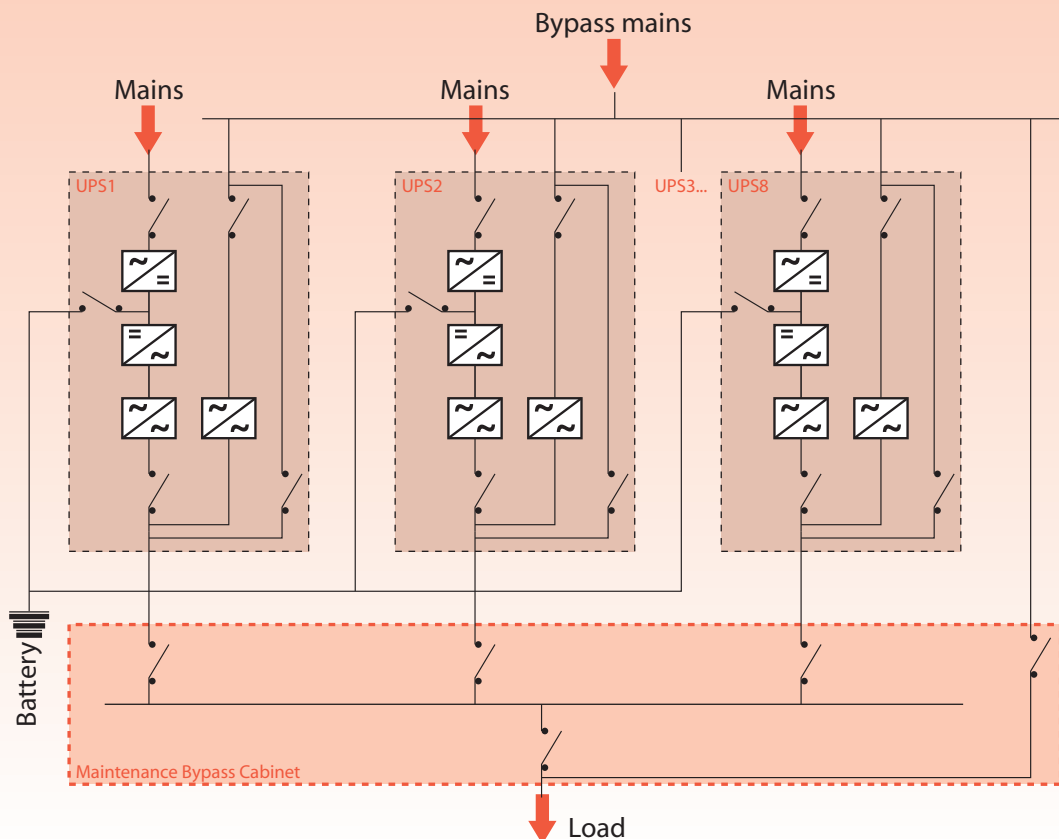 Bypass mains
Mains
Mains
Mains
UPS1
UPS2
UPS3...
UPS8
Battery
Maintenance Bypass Cabinet
Load